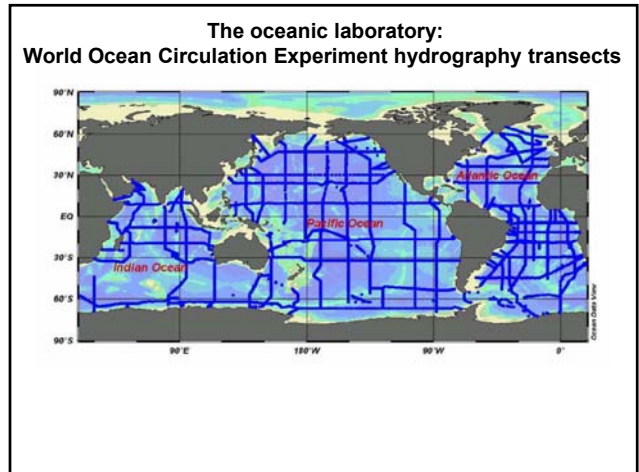 The oceanic laboratory:
World Ocean Circulation Experiment hydrography transects
90°N
60°N
30°N
EQ
30°S
60°S
90°S
Atlantic Ocean
Pacific Ocean
Indian Ocean
Ocean Data View
90°E
180°W
90°W
0°